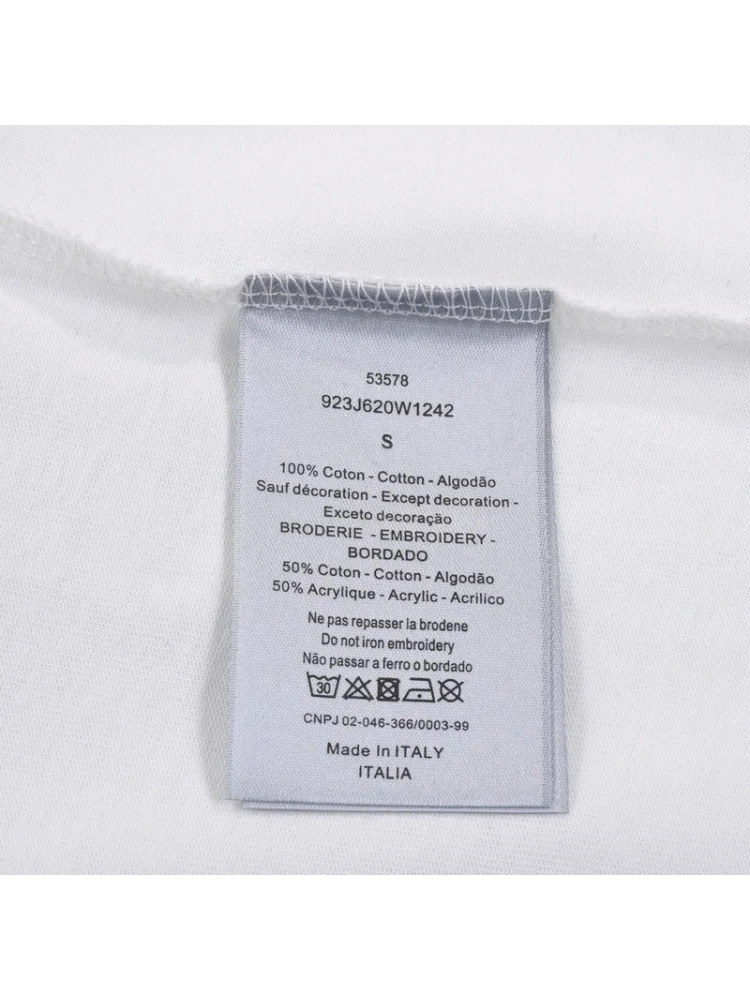 53578
923J620W1242
S
100% Coton - Cotton - Algodão
Sauf décoration - Except decoration -
Exceto decoração
BRODERIE - EMBROIDERY -
BORDADO
50% Coton - Cotton - Algodão
50% Acrylique - Acrylic - Acrilico
Ne pas repasser la brodene
Do not iron embroidery
Não passar a ferro o bordado
30
CNPJ 02-046-366/0003-99
Made In ITALY
ITALIA